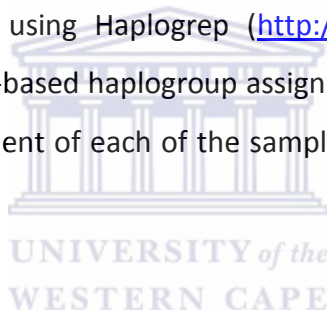 using Haplogrep (http:/
-based haplogroup assign
ent of each of the sampl
UNIVERSITY of the
WESTERN CAPE